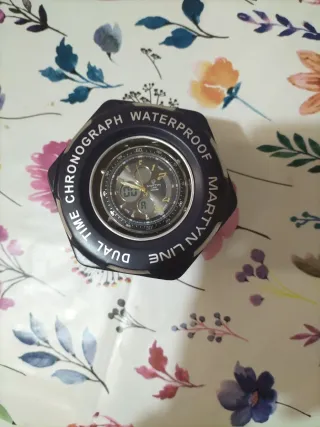 CHRONOGRAPH WATERPROOF
MARTYN LINE
DUAL TIME